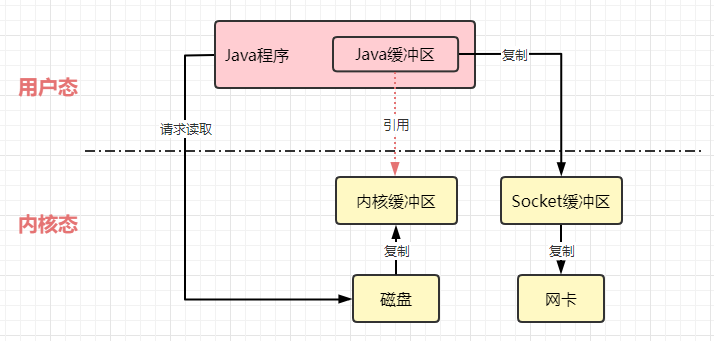 Java程序
Java缓冲区
复制
用户态
请求读取
引用
内核态
内核缓冲区
Socket缓冲区
复制
复制
磁盘
网卡